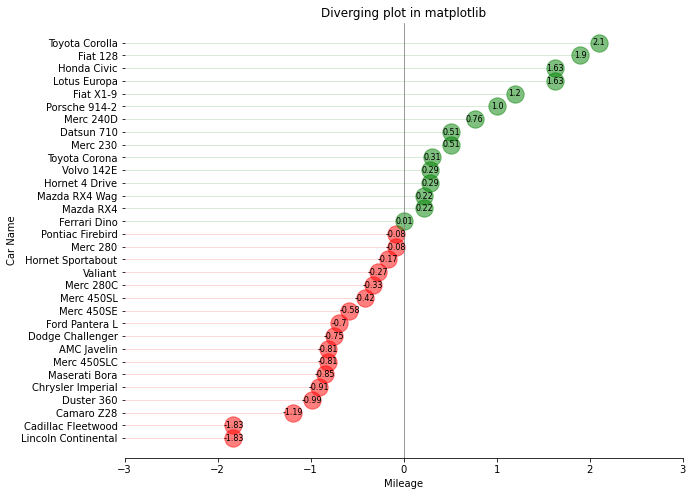 Diverging plot in matplotlib
Car Name
Toyota Corolla 2.1
Fiat 128 1.9
Honda Civic 1.63
Lotus Europa 1.63
Fiat X1-9 1.2
Porsche 914-2 1.0
Merc 240D 0.76
Datsun 710 0.51
Merc 230 0.51
Toyota Corona 0.31
Volvo 142E 0.29
Hornet 4 Drive 0.29
Mazda RX4 Wag 0.22
Mazda RX4 0.22
Ferrari Dino 0.01
Pontiac Firebird -0.08
Merc 280 -0.08
Hornet Sportabout -0.17
Valiant -0.27
Merc 280C -0.33
Merc 450SL -0.42
Merc 450SE -0.58
Ford Pantera L -0.7
Dodge Challenger -0.75
AMC Javelin -0.81
Merc 450SLC -0.81
Maserati Bora -0.85
Chrysler Imperial -0.91
Duster 360 -0.99
Camaro Z28 -1.19
Cadillac Fleetwood -1.83
Lincoln Continental -1.83
−3 −2 −1 0 1 2 3
Mileage